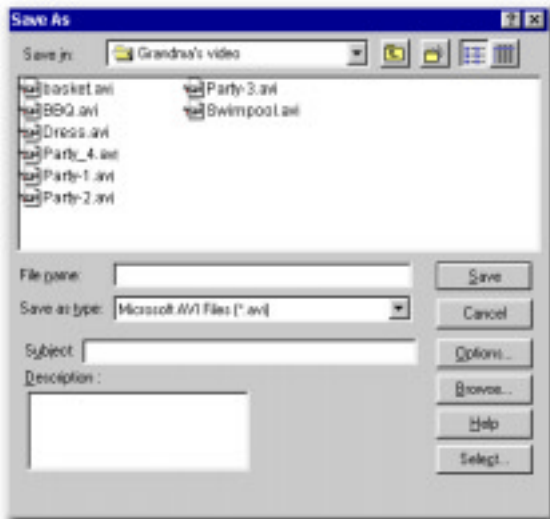 Save As
Save in: Grandma's video
basket.avi
BBQ.avi
Dress.avi
Party_4.avi
Party-1.avi
Party-2.avi
Party-3.avi
Swimpool.avi
File name:
Save
Save as type: Microsoft AVI Files (*.avi)
Cancel
Subject
Options...
Description :
Browse...
Help
Select...